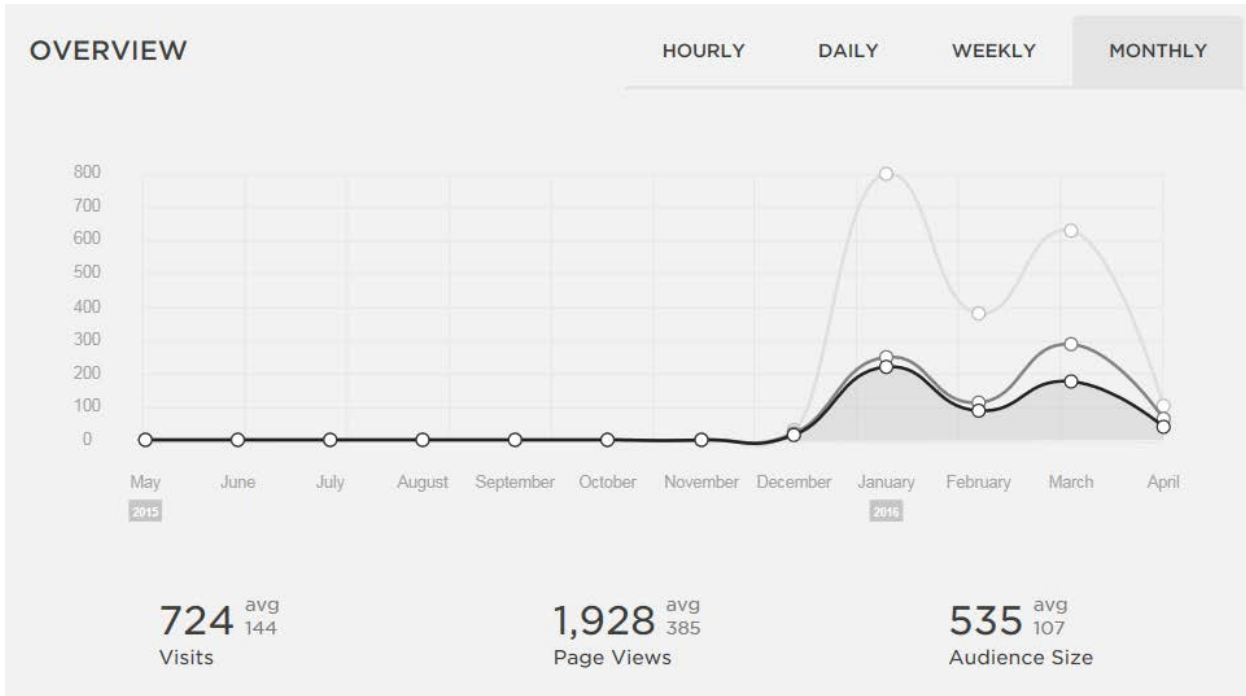 OVERVIEW
HOURLY DAILY WEEKLY MONTHLY
800
700
600
500
400
300
200
100
0
May June July August September October November December January February March April
2015 2016
724 avg 144 1,928 avg 385 535 avg 107
Visits Page Views Audience Size